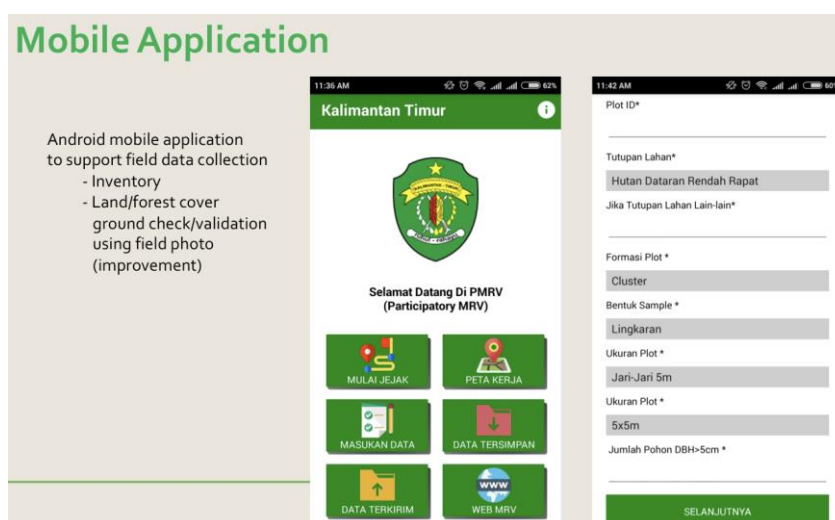 Mobile Application
Android mobile application
to support field data collection
- Inventory
- Land/forest cover
ground check/validation
using field photo
(improvement)
11:36 AM
62%
Kalimantan Timur
Selamat Datang Di PMRV
(Participatory MRV)
MULAI JEJAK
PETA KERJA
MASUKAN DATA
DATA TERSIMPAN
DATA TERKIRIM
WWW
WEB MRV
11:42 AM
60%
Plot ID*
Tutupan Lahan*
Hutan Dataran Rendah Rapat
Jika Tutupan Lahan Lain-lain*
Formasi Plot *
Cluster
Bentuk Sample *
Lingkaran
Ukuran Plot *
Jari-Jari 5m
Ukuran Plot *
5x5m
Jumlah Pohon DBH>5cm *
SELANJUTNYA